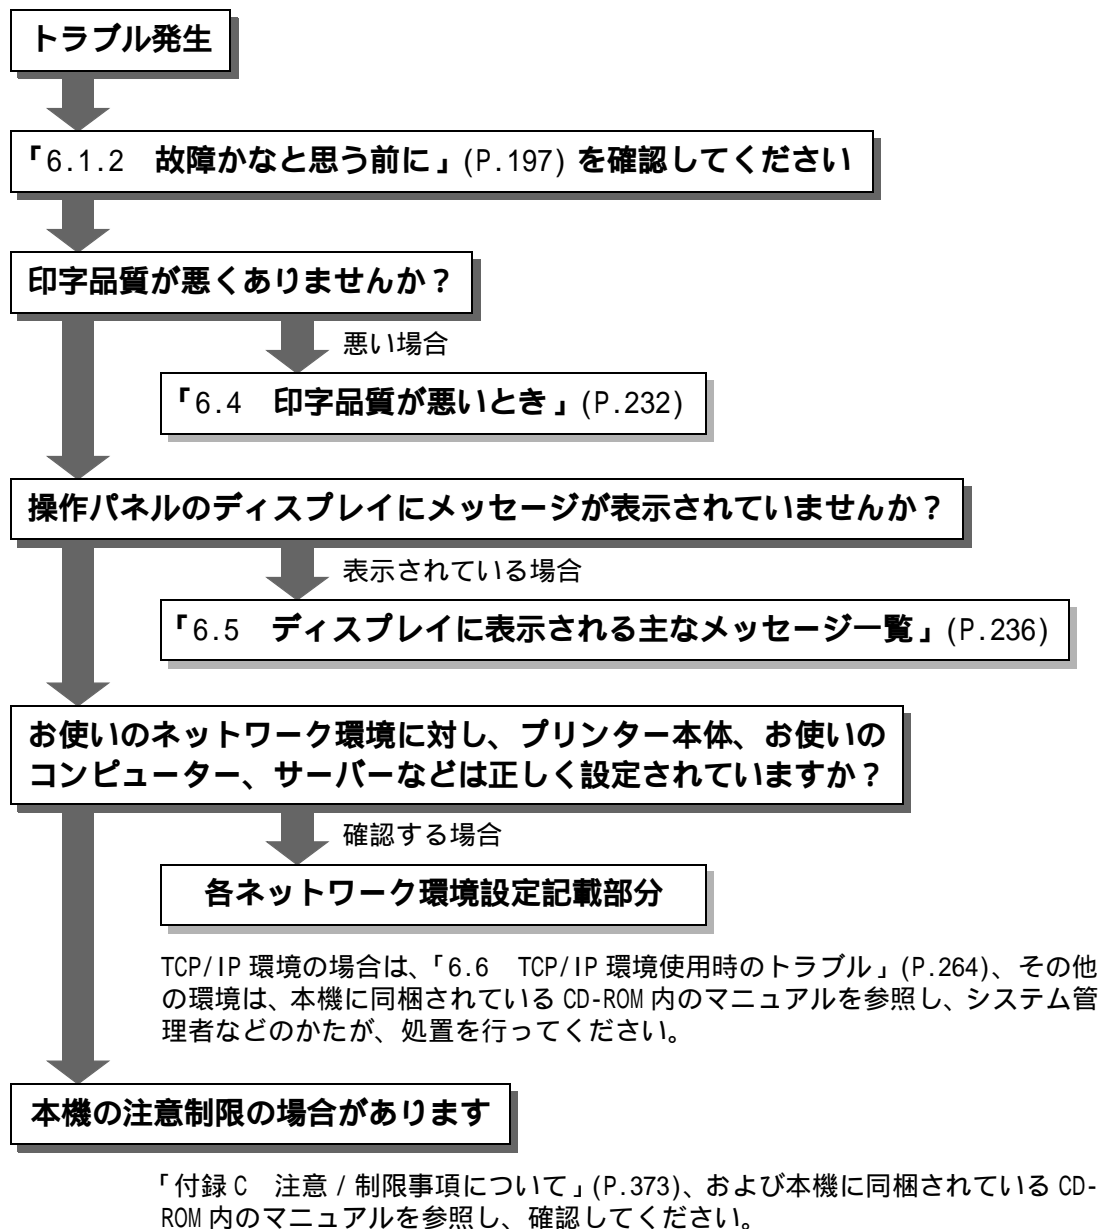 トラブル発生
「6.1.2　故障かなと思う前に」(P.197) を確認してください
印字品質が悪くありませんか？
悪い場合
「6.4　印字品質が悪いとき」(P.232)
操作パネルのディスプレイにメッセージが表示されていませんか？
表示されている場合
「6.5　ディスプレイに表示される主なメッセージ一覧」(P.236)
お使いのネットワーク環境に対し、プリンター本体、お使いの
コンピューター、サーバーなどは正しく設定されていますか？
確認する場合
各ネットワーク環境設定記載部分
TCP/IP 環境の場合は、「6.6　TCP/IP 環境使用時のトラブル」(P.264)、その他
の環境は、本機に同梱されている CD-ROM 内のマニュアルを参照し、システム管
理者などのかたが、処置を行ってください。
本機の注意制限の場合があります
「付録 C　注意 / 制限事項について」(P.373)、および本機に同梱されている CD-
ROM 内のマニュアルを参照し、確認してください。